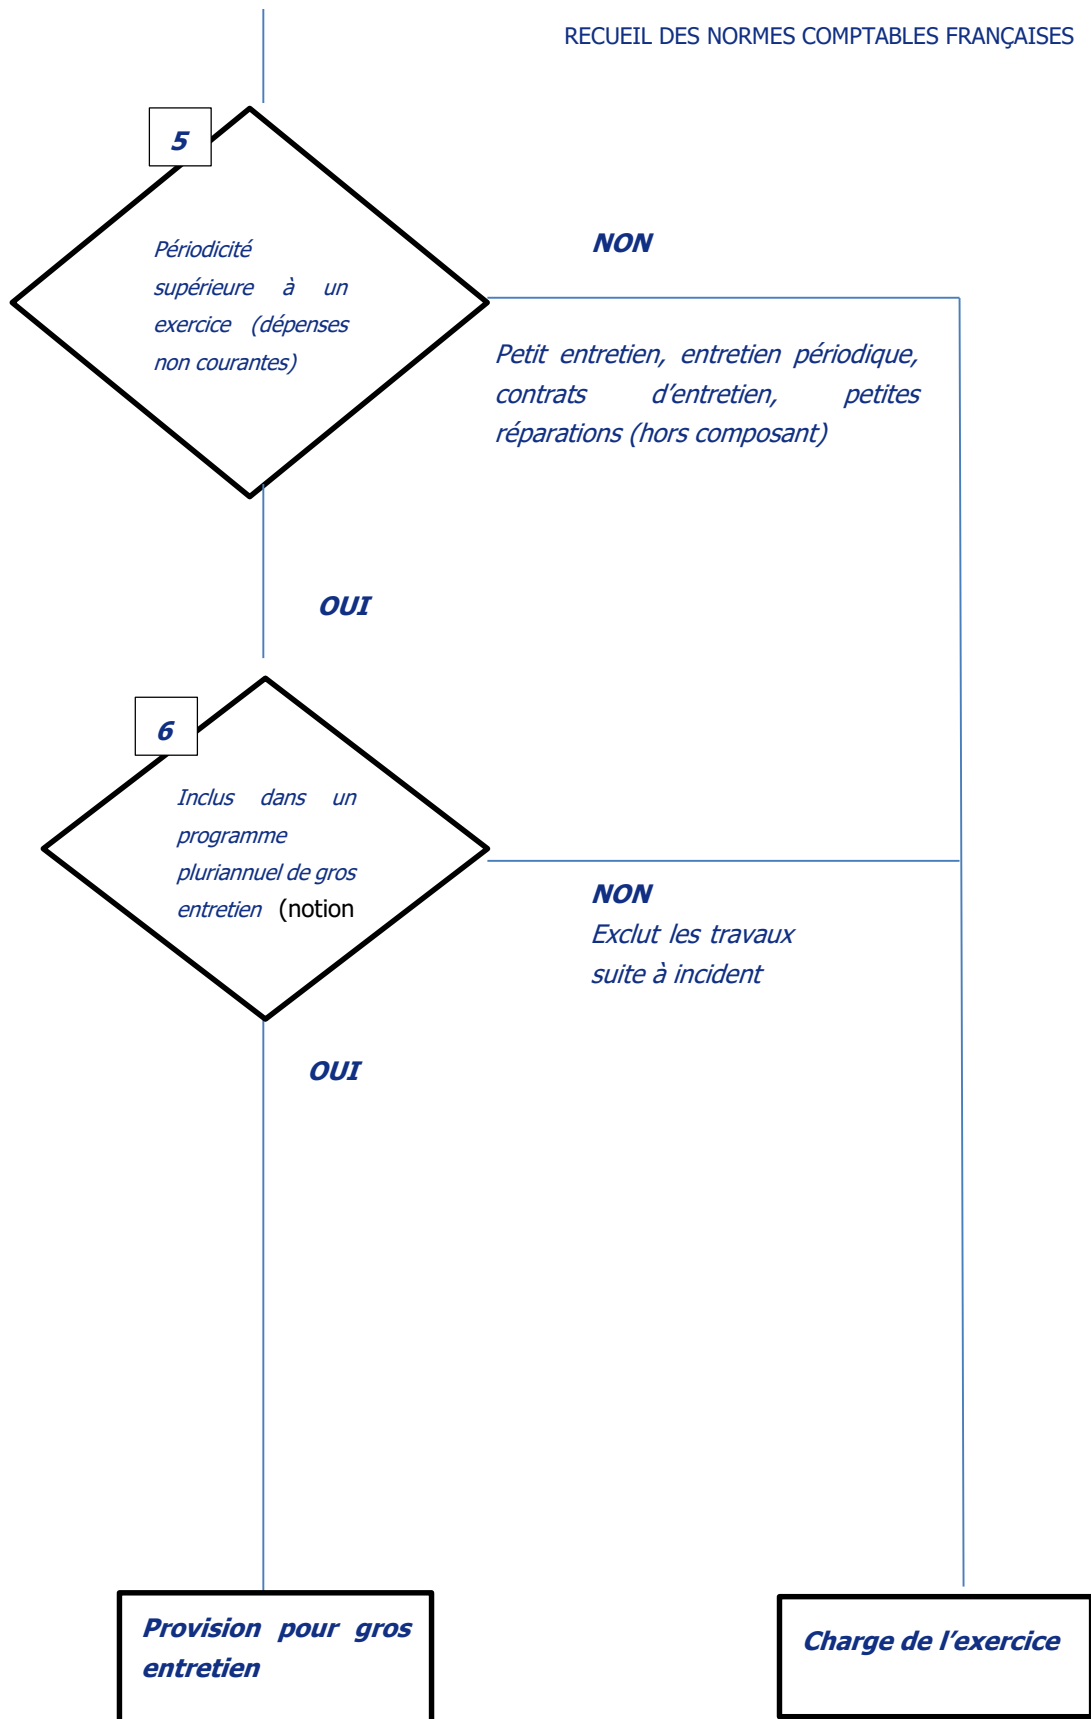 RECUEIL DES NORMES COMPTABLES FRANÇAISES
5
Périodicité
supérieure à un
exercice (dépenses
non courantes)
NON
Petit entretien, entretien périodique,
contrats d'entretien, petites
réparations (hors composant)
OUI
6
Inclus dans un
programme
pluriannuel de gros
entretien (notion
NON
Exclut les travaux
suite à incident
OUI
Provision pour gros
entretien
Charge de l'exercice